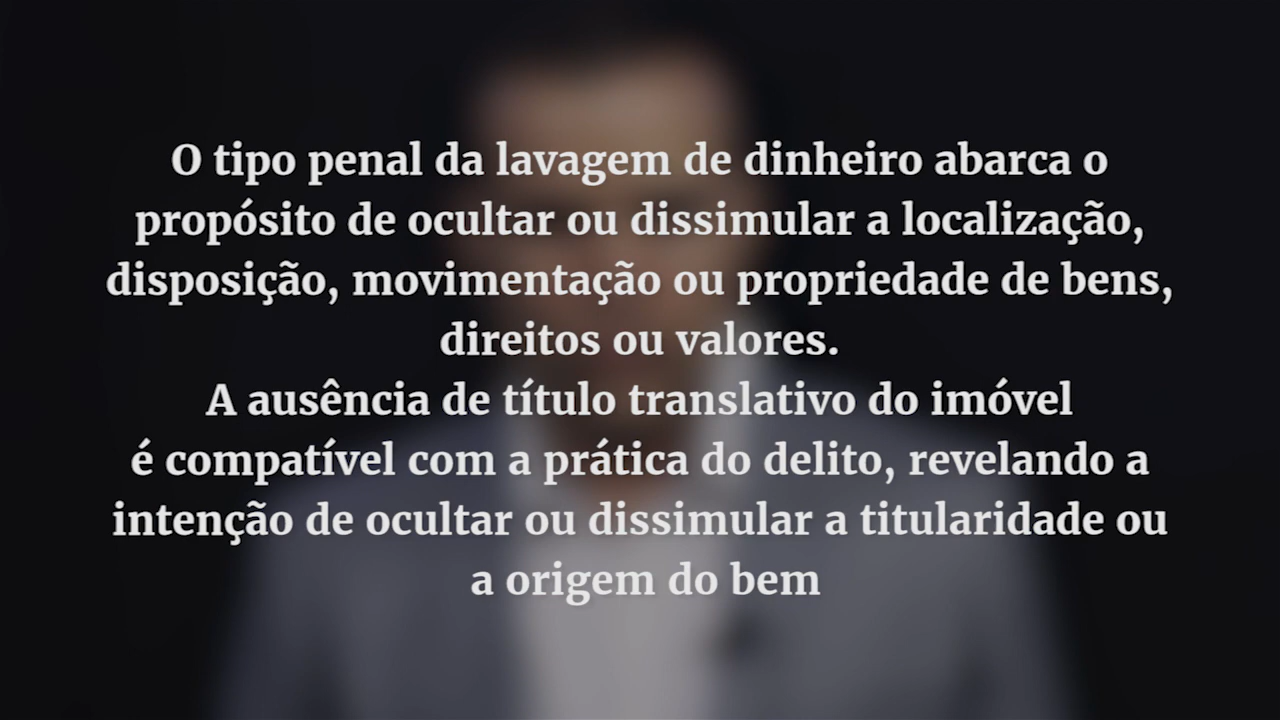 O tipo penal da lavagem de dinheiro abarca o
propósito de ocultar ou dissimular a localização,
disposição, movimentação ou propriedade de bens,
direitos ou valores.
A ausência de título translativo do imóvel
é compatível com a prática do delito, revelando a
intenção de ocultar ou dissimular a titularidade ou
a origem do bem